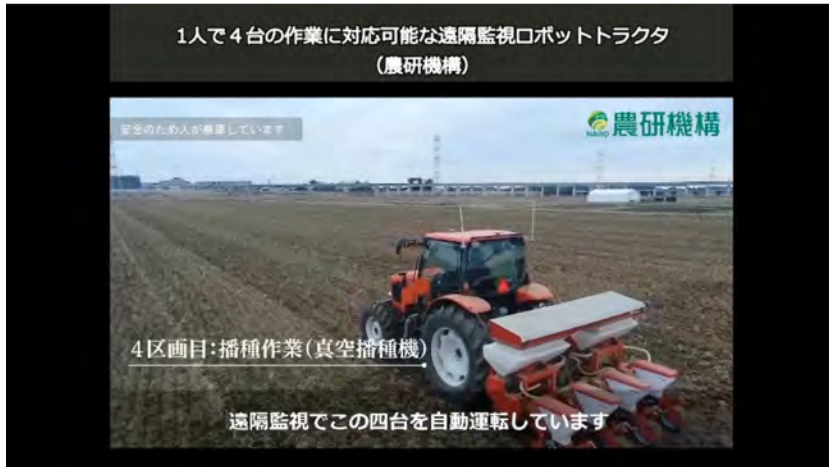 1人で４台の作業に対応可能な遠隔監視ロボットトラクタ
（農研機構）
安全のため人が搭乗しています
NARO 農研機構
4区画目:播種作業(真空播種機)
遠隔監視でこの四台を自動運転しています